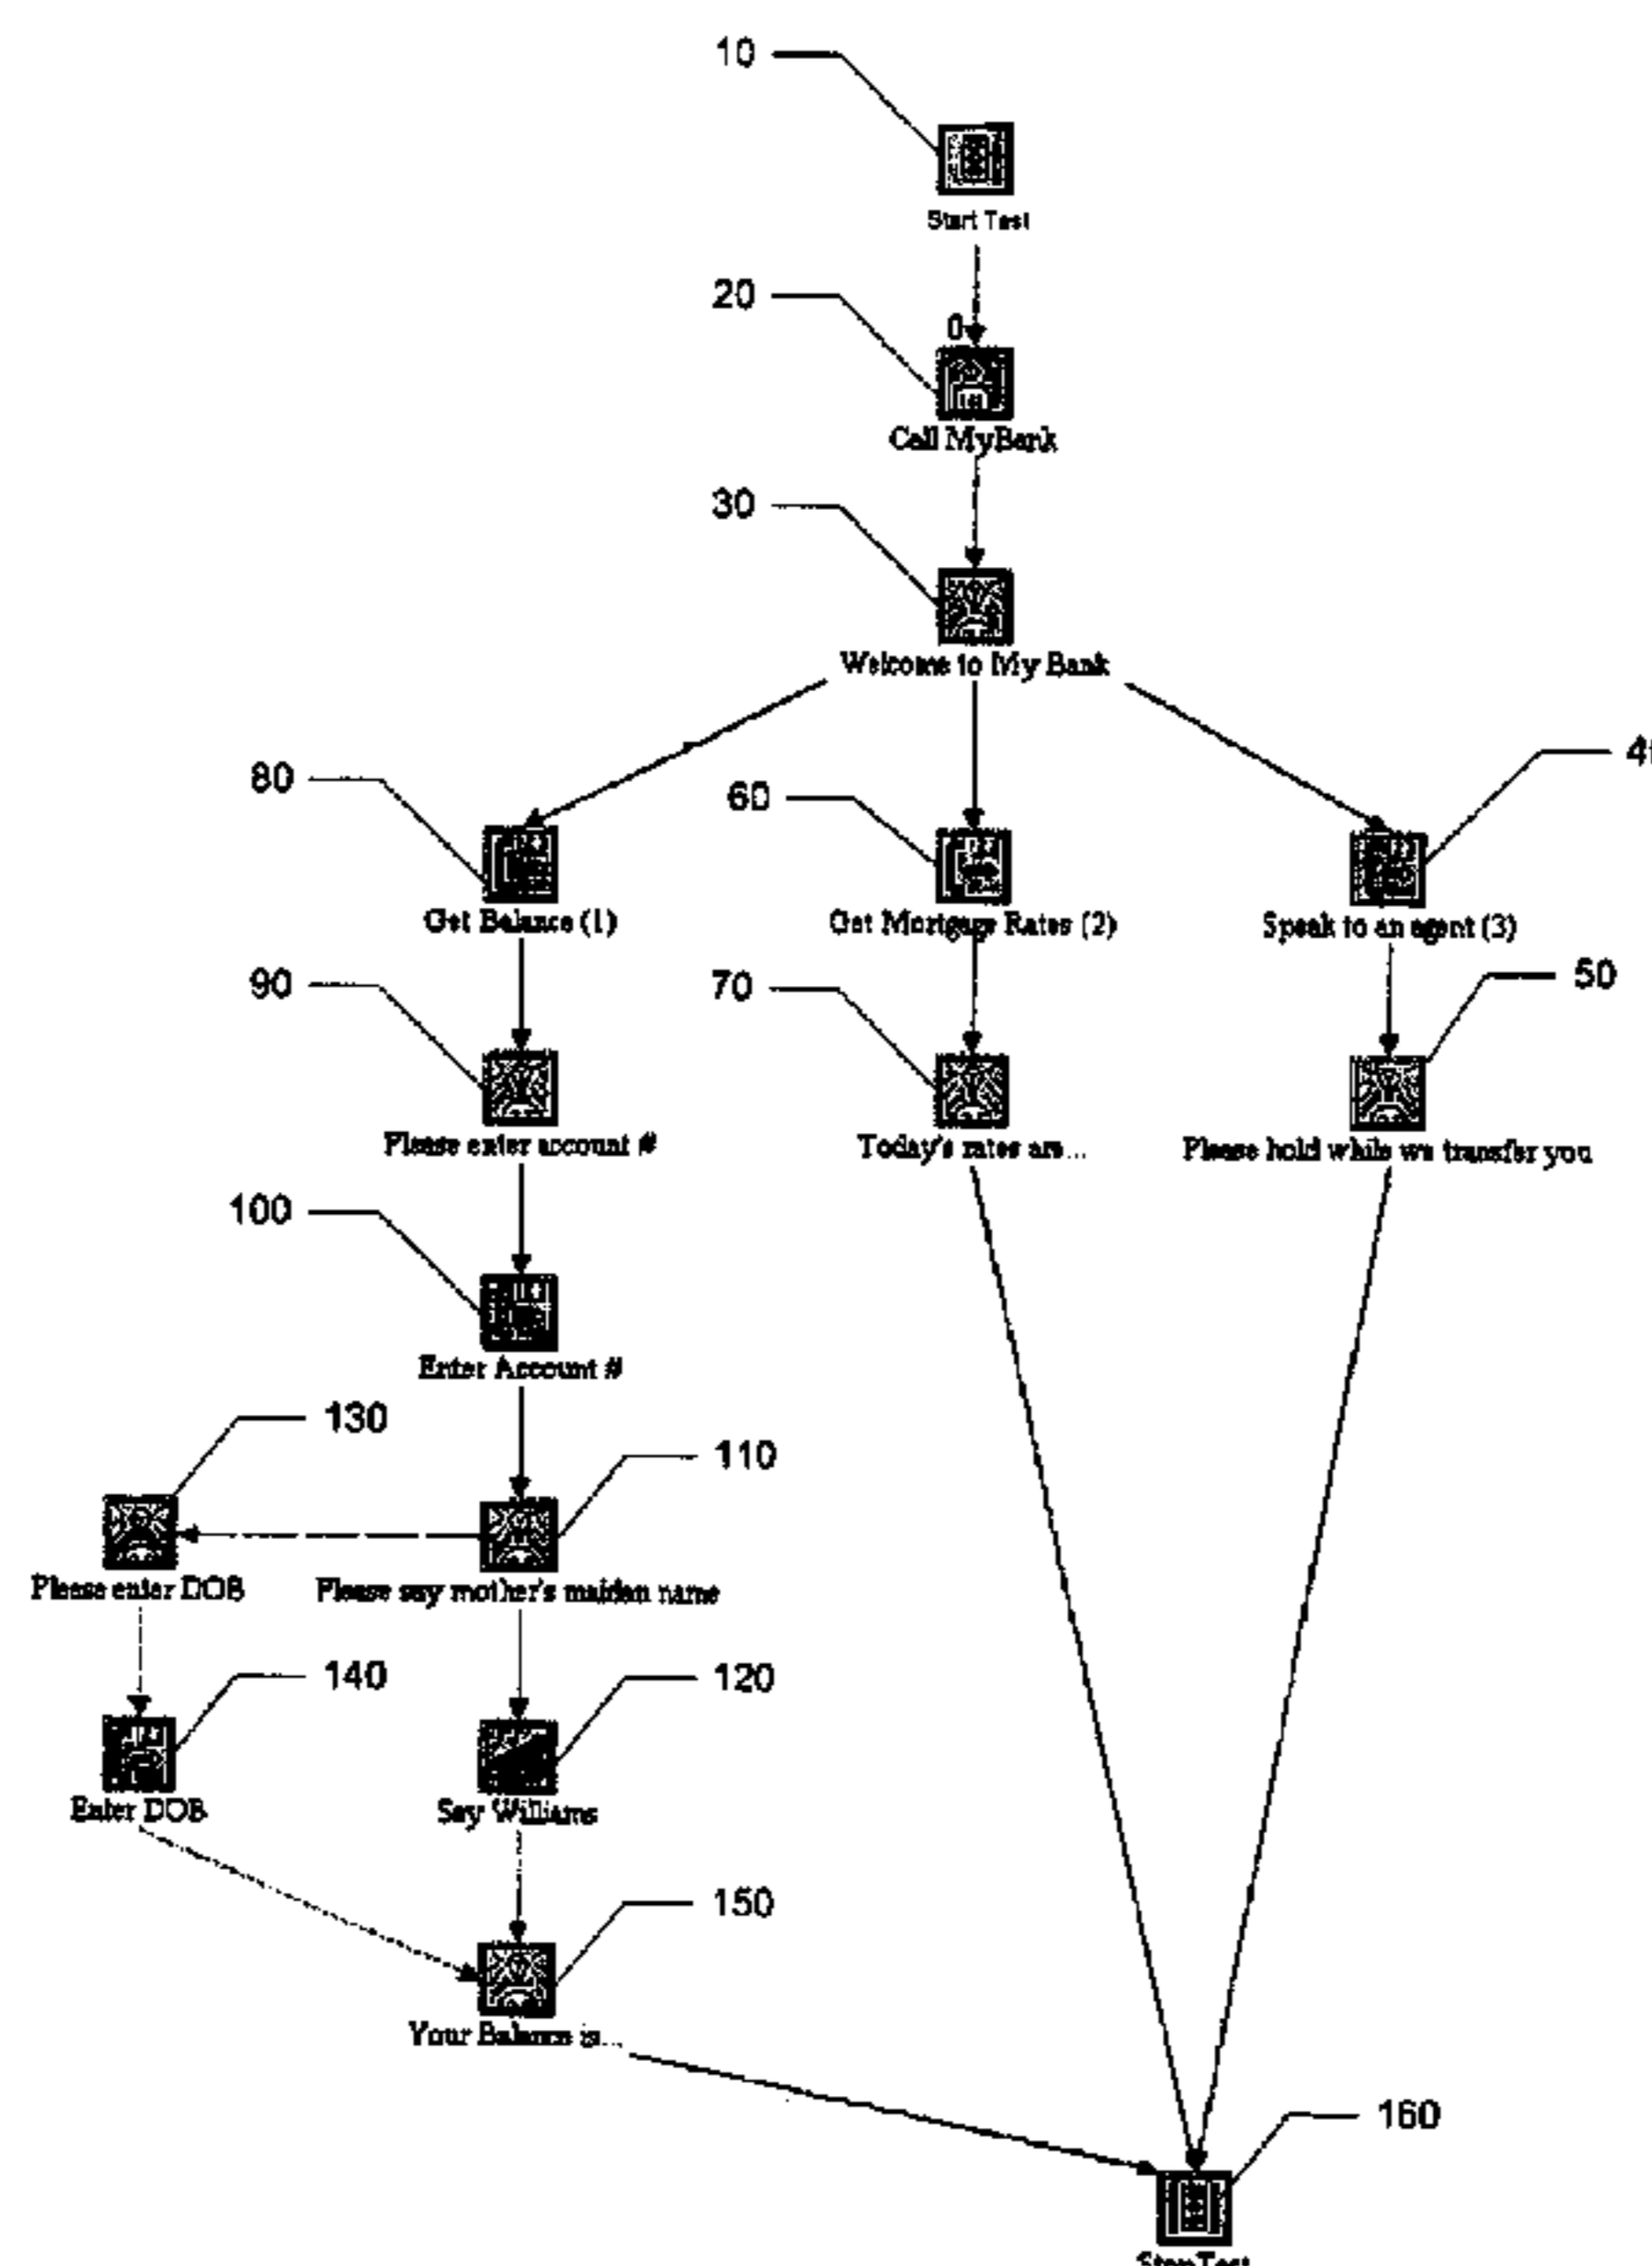 10
Start Test
20
0
Call MyBank
30
Welcome to My Bank
80
60
Get Balance (1)
Get Mortgage Rates (2)
Speak to an agent (3)
90
70
50
Please enter account #
Today's rates are...
Please hold while we transfer you
100
Enter Account #
130
110
Please enter DOB
Please say mother's maiden name
140
120
Enter DOB
Say Williams
150
Your Balance is...
160
Stop Test